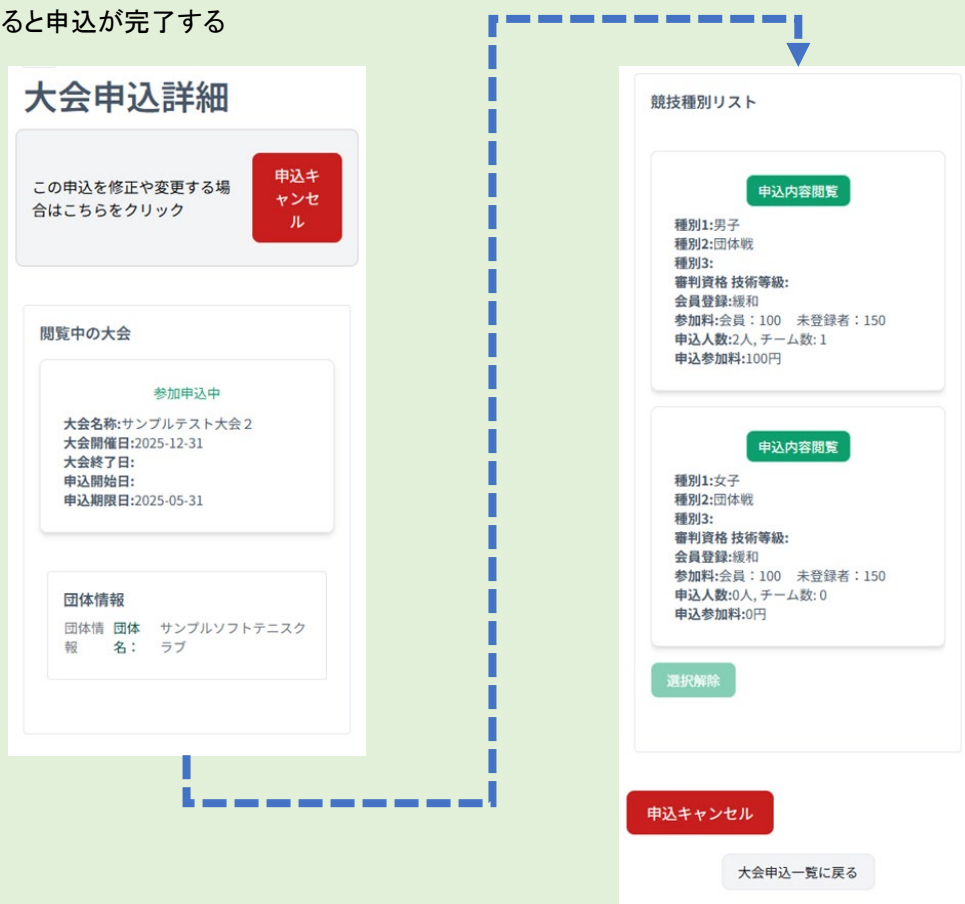 ると申込が完了する
大会申込詳細
この申込を修正や変更する場
合はこちらをクリック
申込キ
ャンセ
ル
閲覧中の大会
参加申込中
大会名称:サンプルテスト大会２
大会開催日:2025-12-31
大会終了日:
申込開始日:
申込期限日:2025-05-31
団体情報
団体情
報
団体
名：
サンプルソフトテニスク
ラブ
競技種別リスト
申込内容閲覧
種別1:男子
種別2:団体戦
種別3:
審判資格 技術等級:
会員登録:緩和
参加料:会員：100　未登録者：150
申込人数:2人, チーム数: 1
申込参加料:100円
申込内容閲覧
種別1:女子
種別2:団体戦
種別3:
審判資格 技術等級:
会員登録:緩和
参加料:会員：100　未登録者：150
申込人数:0人, チーム数: 0
申込参加料:0円
選択解除
申込キャンセル
大会申込一覧に戻る